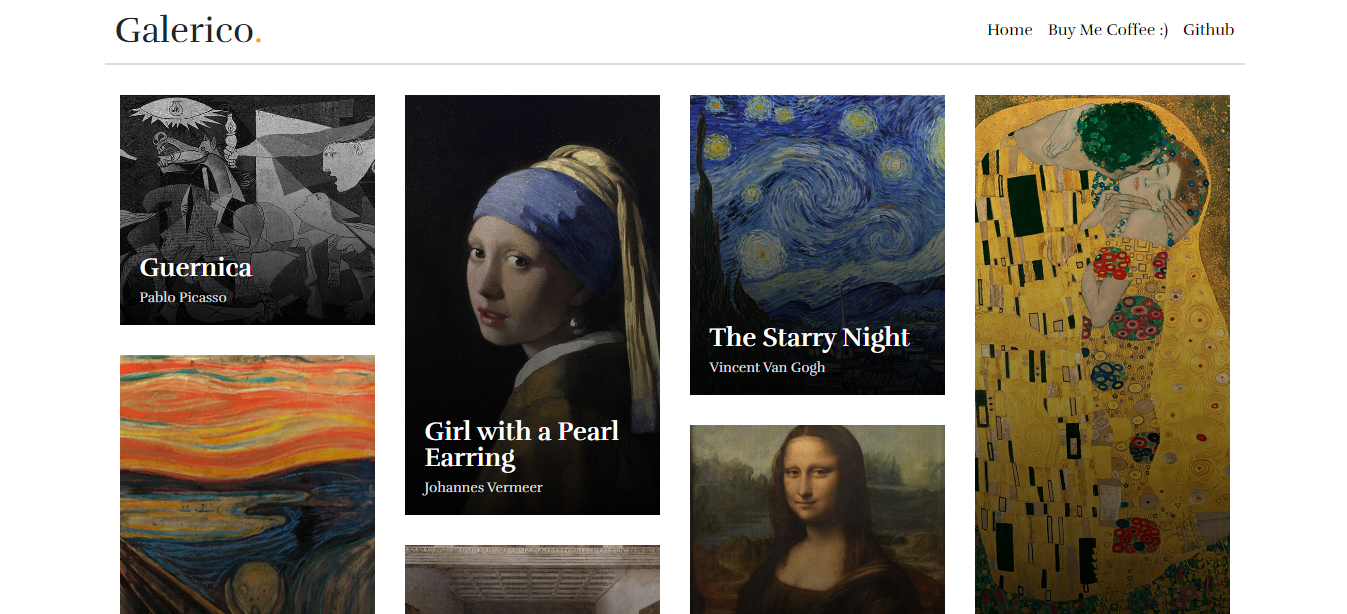 Galerico.
Home
Buy Me Coffee :)
Github
Guernica
Pablo Picasso
Girl with a Pearl
Earring
Johannes Vermeer
The Starry Night
Vincent Van Gogh